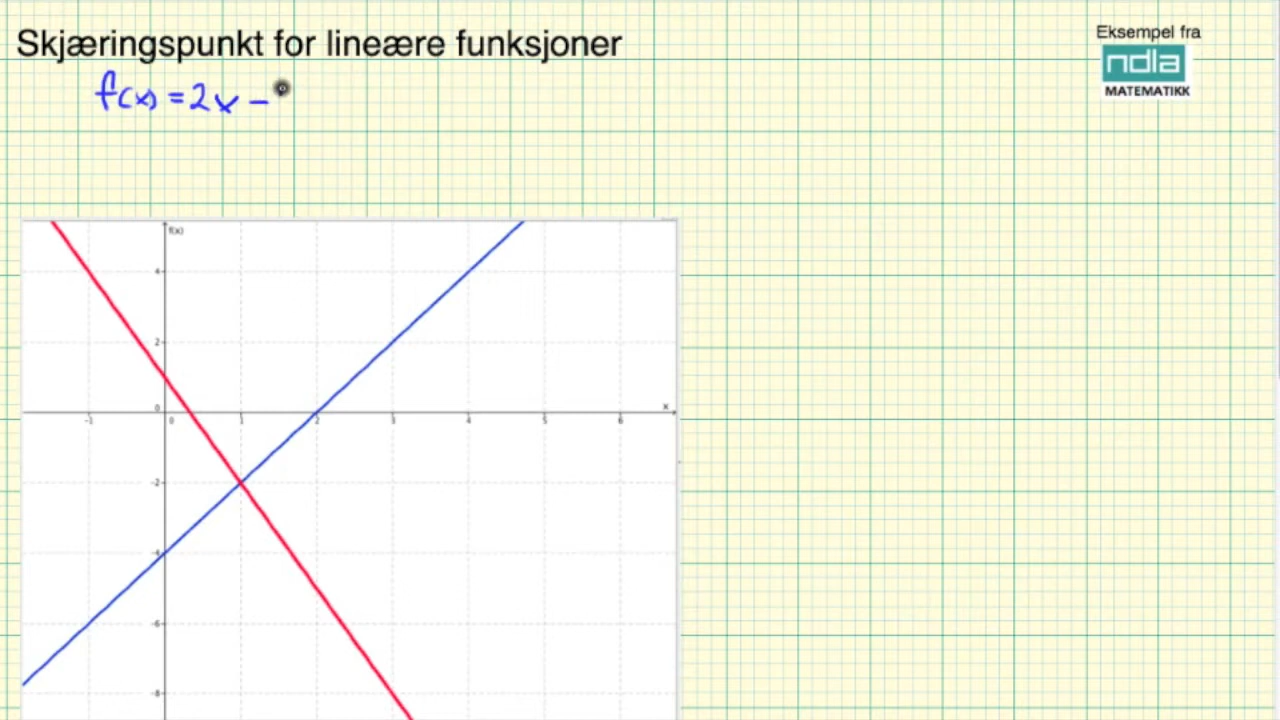 Skjæringspunkt for lineære funksjoner
Eksempel fra
ndla
MATEMATIKK
f(x) = 2x -
f(x)
4
2
0
x
-1
0
1
2
3
4
5
6
-2
-4
-6
-8